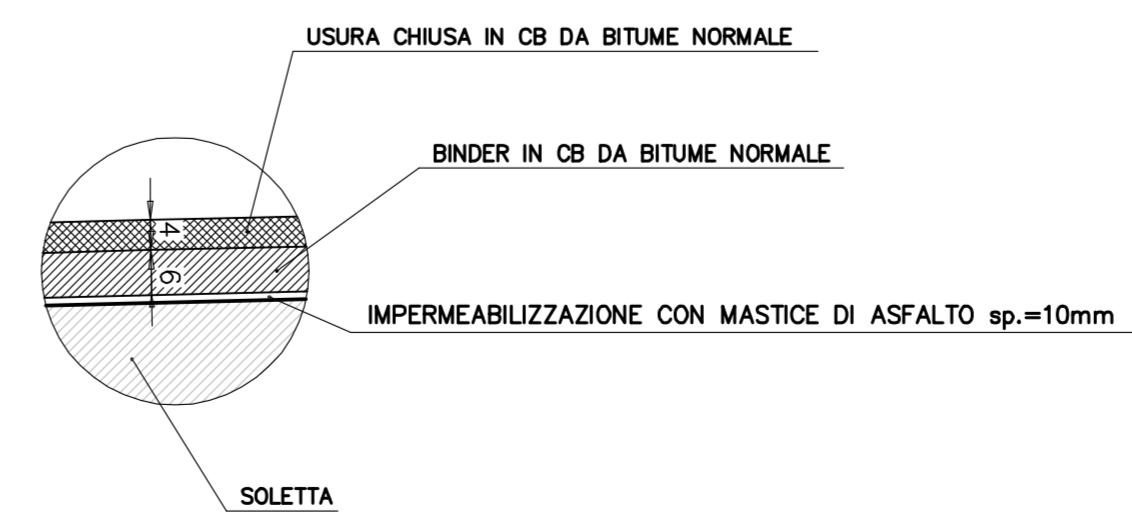 USURA CHIUSA IN CB DA BITUME NORMALE
BINDER IN CB DA BITUME NORMALE
4
6
IMPERMEABILIZZAZIONE CON MASTICE DI ASFALTO sp.=10mm
SOLETTA